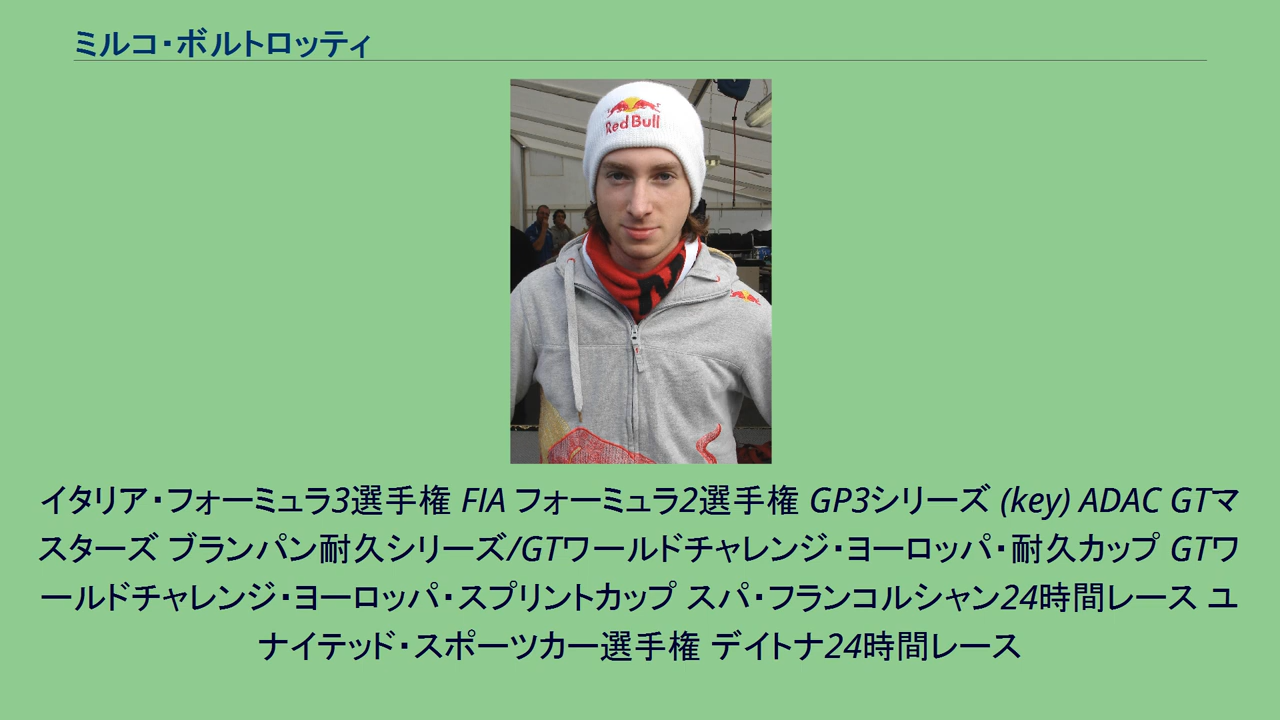 ミルコ・ボルトロッティ
Red Bull
イタリア・フォーミュラ3選手権 FIA フォーミュラ2選手権 GP3シリーズ (key) ADAC GTマ
スターズ ブランパン耐久シリーズ/GTワールドチャレンジ・ヨーロッパ・耐久カップ GTワ
ールドチャレンジ・ヨーロッパ・スプリントカップ スパ・フランコルシャン24時間レース ユ
ナイテッド・スポーツカー選手権 デイトナ24時間レース